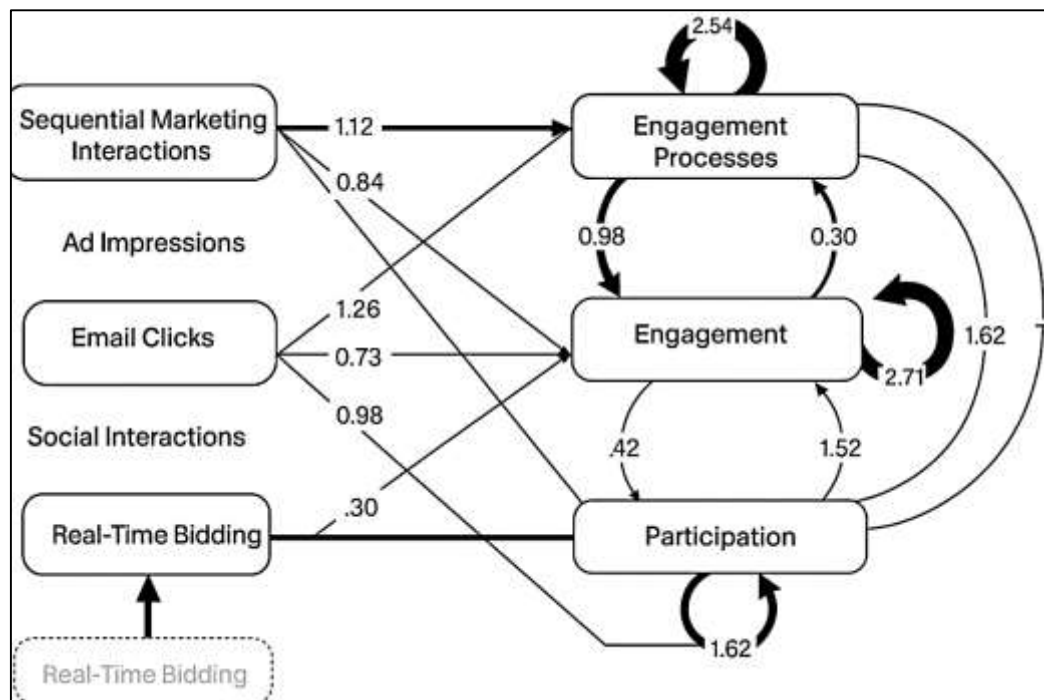 2.54
Sequential Marketing
Interactions
1.12
Engagement
Processes
0.84
Ad Impressions
0.98
0.30
1.26
Email Clicks
0.73
Engagement
1.62
2.71
0.98
Social Interactions
.42
1.52
.30
Real-Time Bidding
Participation
1.62
Real-Time Bidding